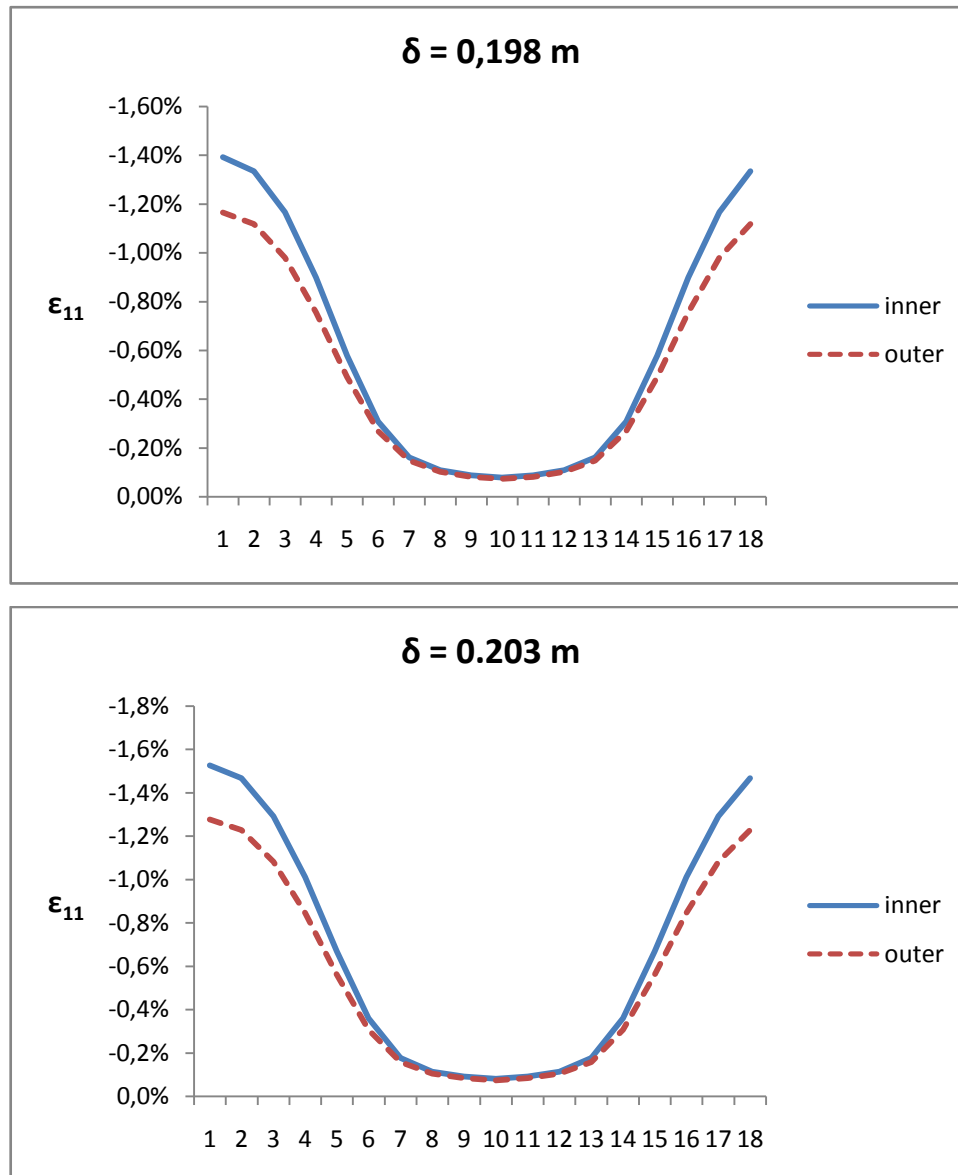 δ = 0,198 m
-1,60%
-1,40%
-1,20%
-1,00%
-0,80%
-0,60%
-0,40%
-0,20%
0,00%
ε11
1 2 3 4 5 6 7 8 9 10 11 12 13 14 15 16 17 18
inner
outer
δ = 0.203 m
-1,8%
-1,6%
-1,4%
-1,2%
-1,0%
-0,8%
-0,6%
-0,4%
-0,2%
0,0%
ε11
1 2 3 4 5 6 7 8 9 10 11 12 13 14 15 16 17 18
inner
outer